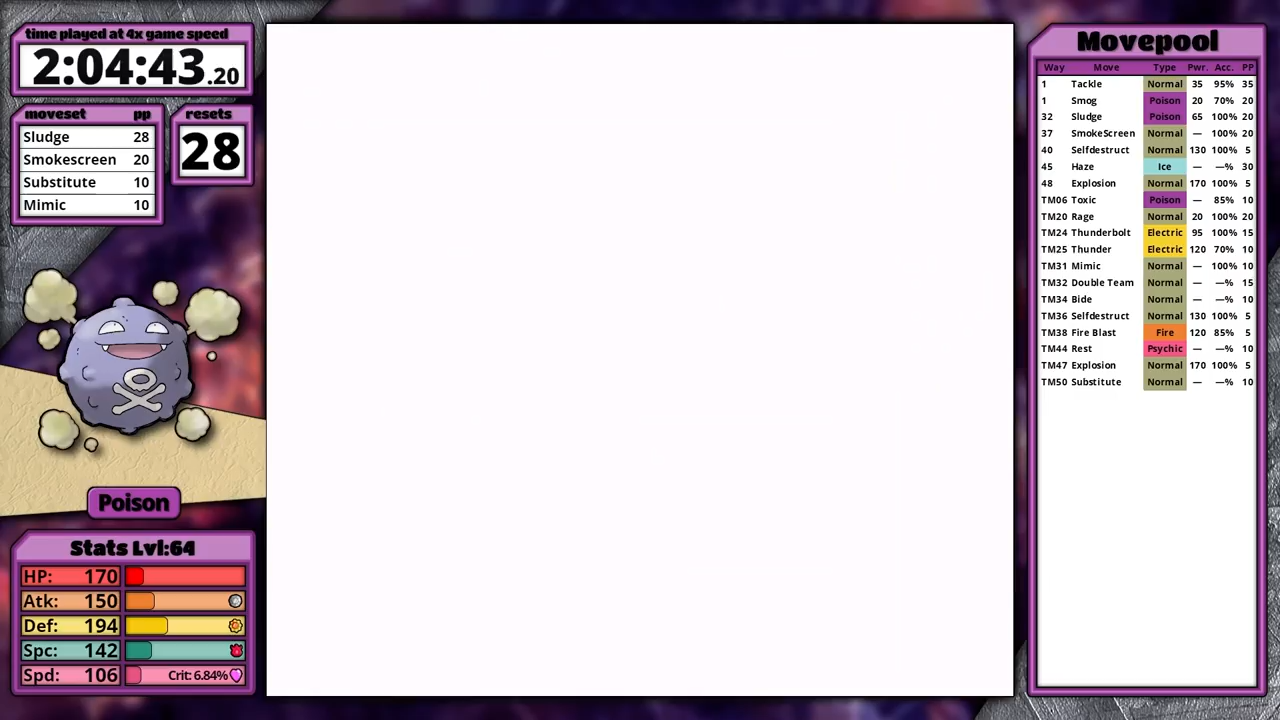 time played at 4x game speed
2:04:43.20
moveset pp
Sludge 28
Smokescreen 20
Substitute 10
Mimic 10
resets
28
Poison
Stats Lvl:64
HP: 170
Atk: 150
Def: 194
Spc: 142
Spd: 106 Crit: 6.84%
Movepool
Way Move Type Pwr. Acc. PP
1 Tackle Normal 35 95% 35
1 Smog Poison 20 70% 20
32 Sludge Poison 65 100% 20
37 SmokeScreen Normal — 100% 20
40 Selfdestruct Normal 130 100% 5
45 Haze Ice — —% 30
48 Explosion Normal 170 100% 5
TM06 Toxic Poison — 85% 10
TM20 Rage Normal 20 100% 20
TM24 Thunderbolt Electric 95 100% 15
TM25 Thunder Electric 120 70% 10
TM31 Mimic Normal — 100% 10
TM32 Double Team Normal — —% 15
TM34 Bide Normal — —% 10
TM36 Selfdestruct Normal 130 100% 5
TM38 Fire Blast Fire 120 85% 5
TM44 Rest Psychic — —% 10
TM47 Explosion Normal 170 100% 5
TM50 Substitute Normal — —% 10